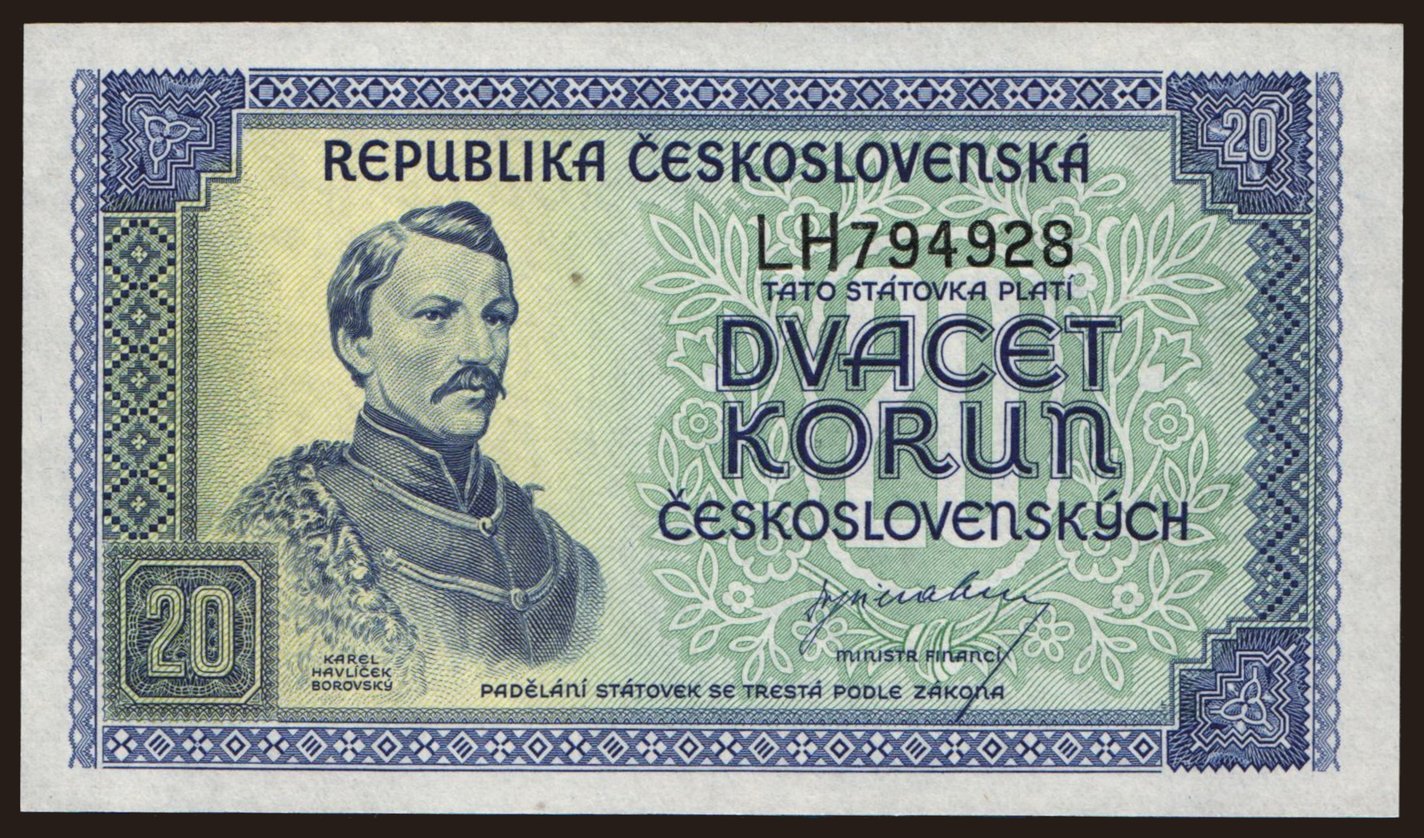 20
REPUBLIKA ČESKOSLOVENSKÁ
LH794928
TATO STÁTOVKA PLATÍ
DVACET
KORUN
ČESKOSLOVENSKÝCH
20
20
KAREL
HAVLÍČEK
BOROVSKÝ
MINISTR FINANCÍ
PADĚLÁNÍ STÁTOVEK SE TRESTÁ PODLE ZÁKONA